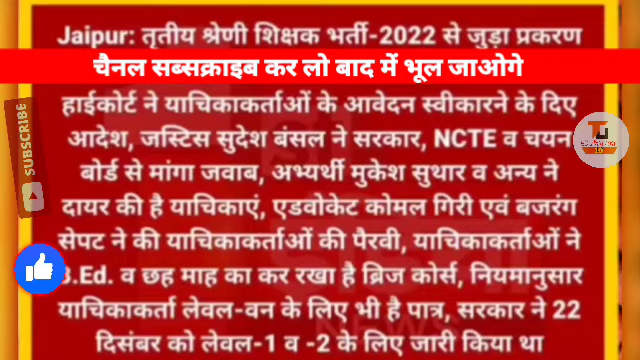 Jaipur: तृतीय श्रेणी शिक्षक भर्ती-2022 से जुड़ा प्रकरण
चैनल सब्सक्राइब कर लो बाद में भूल जाओगे
हाईकोर्ट ने याचिकाकर्ताओं के आवेदन स्वीकारने के दिए
आदेश, जस्टिस सुदेश बंसल ने सरकार, NCTE व चयन
बोर्ड से मांगा जवाब, अभ्यर्थी मुकेश सुथार व अन्य ने
दायर की है याचिकाएं, एडवोकेट कोमल गिरी एवं बजरंग
सेपट ने की याचिकाकर्ताओं की पैरवी, याचिकाकर्ताओं ने
B.Ed. व छह माह का कर रखा है ब्रिज कोर्स, नियमानुसार
याचिकाकर्ता लेवल-वन के लिए भी है पात्र, सरकार ने 22
दिसंबर को लेवल-1 व -2 के लिए जारी किया था
SUBSCRIBE
NEWS